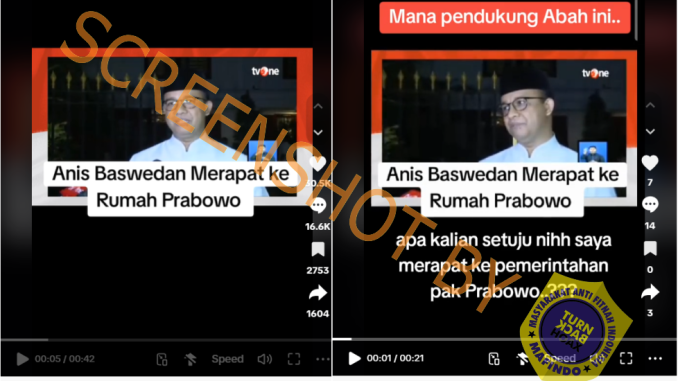 tvOne
Anis Baswedan Merapat ke
Rumah Prabowo
16.6K
2753
1604
00:05 / 00:42
Speed
Mana pendukung Abah ini..
tvOne
Anis Baswedan Merapat ke
Rumah Prabowo
apa kalian setuju nihh saya
merapat ke pemerintahan
pak Prabowo..???
7
14
0
3
00:01 / 00:21
Speed
SCREENSHOT BY
MASYARAKAT ANTI FITNAH INDONESIA
TURN
BACK
HOAX
MAFINDO